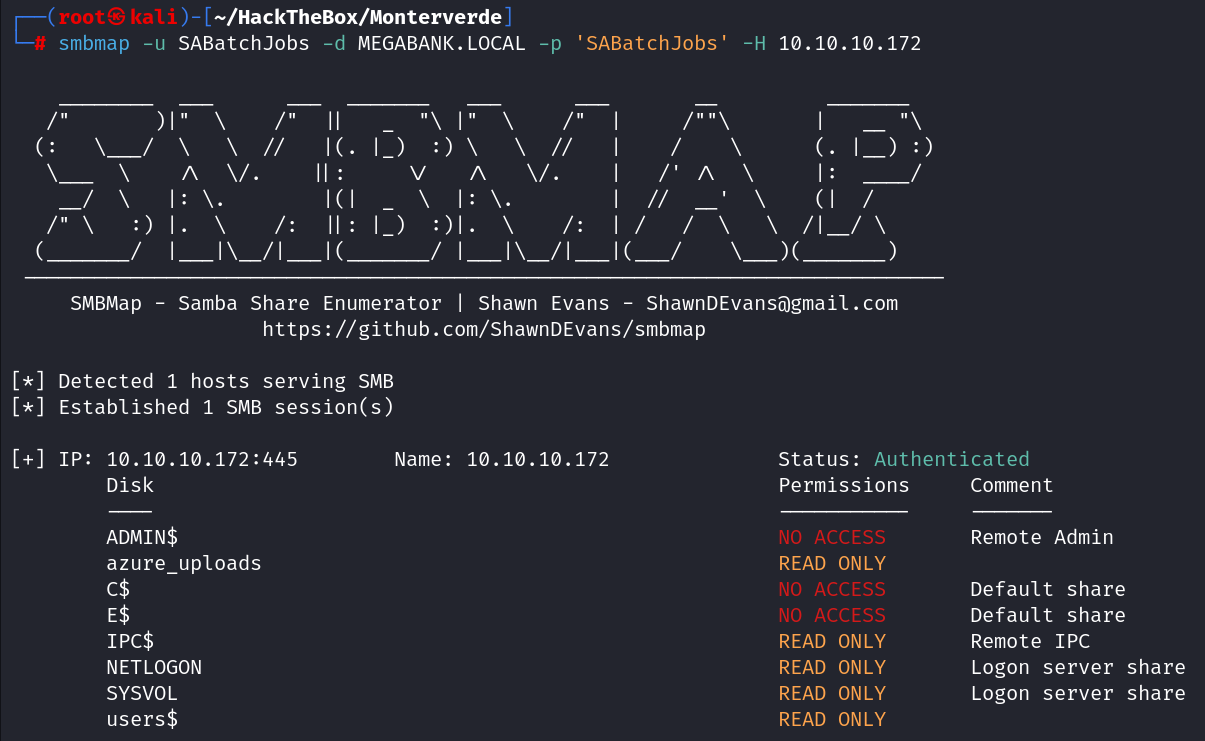 ┌──(root㉿kali)-[~/HackTheBox/Monterverde]
└─# smbmap -u SABatchJobs -d MEGABANK.LOCAL -p 'SABatchJobs' -H 10.10.10.172
SMBMAP
SMBMap - Samba Share Enumerator | Shawn Evans - ShawnDEvans@gmail.com
https://github.com/ShawnDEvans/smbmap
[*] Detected 1 hosts serving SMB
[*] Established 1 SMB session(s)
[+] IP: 10.10.10.172:445 Name: 10.10.10.172 Status: Authenticated
Disk Permissions Comment
---- ----------- -------
ADMIN$ NO ACCESS Remote Admin
azure_uploads READ ONLY
C$ NO ACCESS Default share
E$ NO ACCESS Default share
IPC$ READ ONLY Remote IPC
NETLOGON READ ONLY Logon server share
SYSVOL READ ONLY Logon server share
users$ READ ONLY